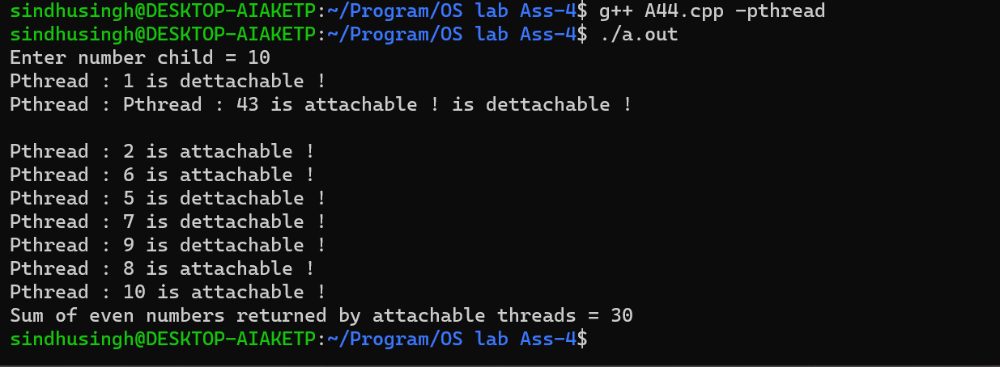 sindhusingh@DESKTOP-AIAKETP:~/Program/OS lab Ass-4$ g++ A44.cpp -pthread
sindhusingh@DESKTOP-AIAKETP:~/Program/OS lab Ass-4$ ./a.out
Enter number child = 10
Pthread : 1 is dettachable !
Pthread : Pthread : 43 is attachable ! is dettachable !
Pthread : 2 is attachable !
Pthread : 6 is attachable !
Pthread : 5 is dettachable !
Pthread : 7 is dettachable !
Pthread : 9 is dettachable !
Pthread : 8 is attachable !
Pthread : 10 is attachable !
Sum of even numbers returned by attachable threads = 30
sindhusingh@DESKTOP-AIAKETP:~/Program/OS lab Ass-4$